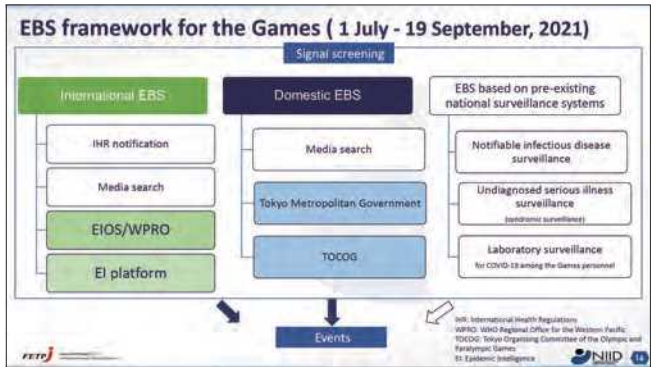 EBS framework for the Games ( 1 July - 19 September, 2021)
Signal screening
International EBS
IHR notification
Media search
EIOS/WPRO
EI platform
Domestic EBS
Media search
Tokyo Metropolitan Government
TOCOG
EBS based on pre-existing
national surveillance systems
Notifiable infectious disease
surveillance
Undiagnosed serious illness
surveillance
(syndromic surveillance)
Laboratory surveillance
for COVID-19 among the Games personnel
Events
IHR: International Health Regulations
WPRO: WHO Regional Office for the Western Pacific
TOCOG: Tokyo Organising Committee of the Olympic and
Paralympic Games
EI: Epidemic Intelligence
FETPJ
NIID
14